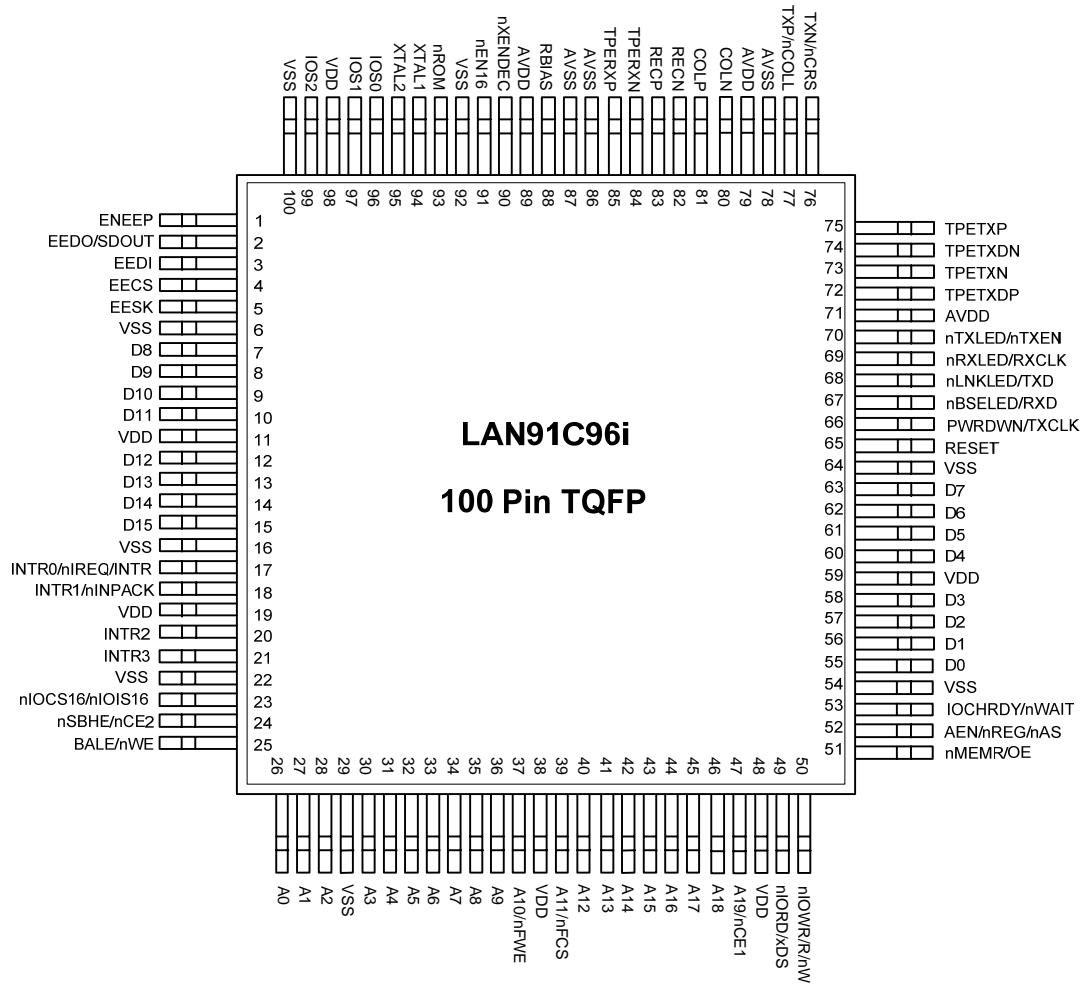 VSS
IOS2
VDD
IOS1
IOS0
XTAL2
XTAL1
nROM
VSS
nEN16
nXENDEC
AVDD
RBIAS
AVSS
AVSS
TPERXP
TPERXN
RECP
RECN
COLP
COLN
AVDD
AVSS
TXP/nCOLL
TXN/nCRS
100
99
98
97
96
95
94
93
92
91
90
89
88
87
86
85
84
83
82
81
80
79
78
77
76
ENEEP 1
EEDO/SDOUT 2
EEDI 3
EECS 4
EESK 5
VSS 6
D8 7
D9 8
D10 9
D11 10
VDD 11
D12 12
D13 13
D14 14
D15 15
VSS 16
INTR0/nIREQ/INTR 17
INTR1/nINPACK 18
VDD 19
INTR2 20
INTR3 21
VSS 22
nIOCS16/nIOIS16 23
nSBHE/nCE2 24
BALE/nWE 25
LAN91C96i
100 Pin TQFP
75 TPETXP
74 TPETXDN
73 TPETXN
72 TPETXDP
71 AVDD
70 nTXLED/nTXEN
69 nRXLED/RXCLK
68 nLNKLED/TXD
67 nBSELED/RXD
66 PWRDWN/TXCLK
65 RESET
64 VSS
63 D7
62 D6
61 D5
60 D4
59 VDD
58 D3
57 D2
56 D1
55 D0
54 VSS
53 IOCHRDY/nWAIT
52 AEN/nREG/nAS
51 nMEMR/OE
26
27
28
29
30
31
32
33
34
35
36
37
38
39
40
41
42
43
44
45
46
47
48
49
50
A0
A1
A2
VSS
A3
A4
A5
A6
A7
A8
A9
A10/nFWE
VDD
A11/nFCS
A12
A13
A14
A15
A16
A17
A18
A19/nCE1
VDD
nIORD/xDS
nIOWR/R/nW